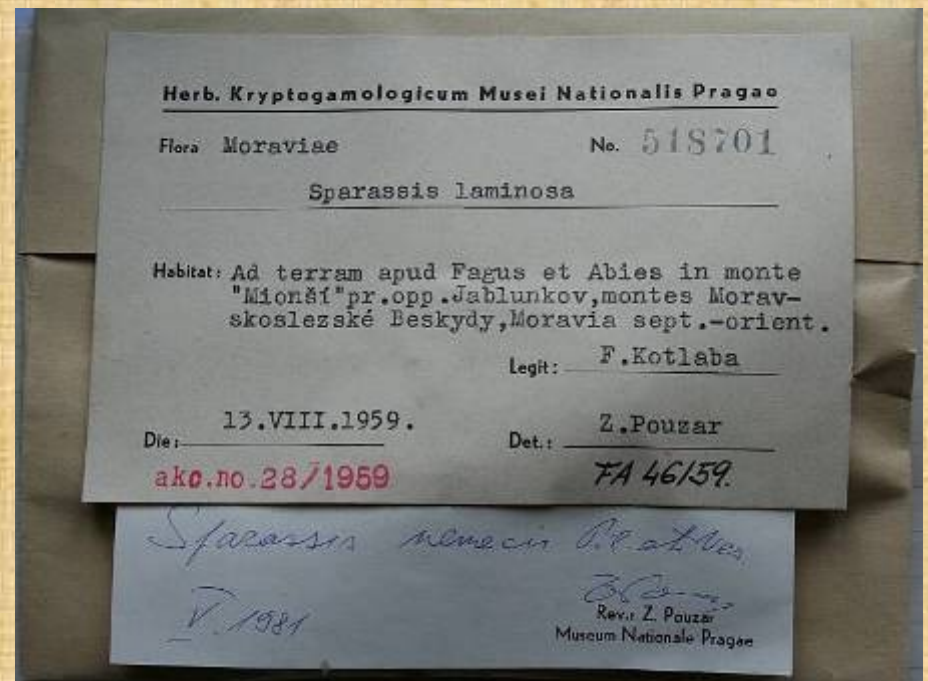 Herb. Kryptogamologicum Musei Nationalis Pragae
Flora Moraviae No. 518701
Sparassis laminosa
Habitat: Ad terram apud Fagus et Abies in monte
"Mionší"pr.opp.Jablunkov,montes Morav-
skoslezské Beskydy,Moravia sept.-orient.
Legit: F.Kotlaba
Die: 13.VIII.1959. Det.: Z.Pouzar
ako.no.28/1959 FA 46/59.
Sparassis nemecii Pil. et Ves.
V. 1981
Rev.: Z. Pouzar
Museum Nationale Pragae